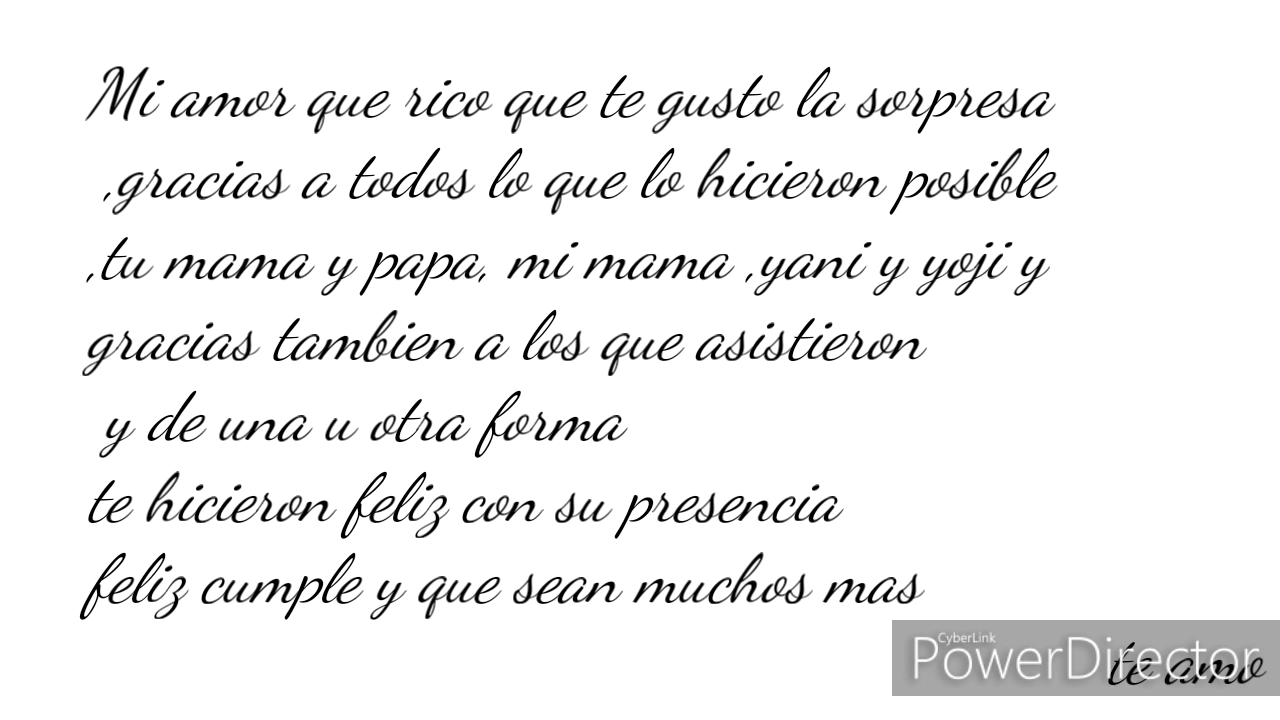 Mi amor que rico que te gusto la sorpresa
,gracias a todos lo que lo hicieron posible
,tu mama y papa, mi mama ,yani y yoji y
gracias tambien a los que asistieron
y de una u otra forma
te hicieron feliz con su presencia
feliz cumple y que sean muchos mas
CyberLink
PowerDirector
te amo